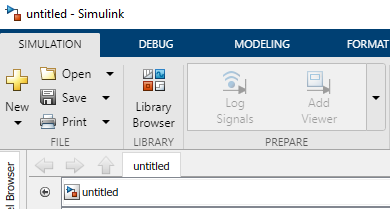 untitled - Simulink
SIMULATION DEBUG MODELING FORMAT
New
Open
Save
Print
Library
Browser
Log
Signals
Add
Viewer
FILE LIBRARY PREPARE
untitled
untitled
Browser